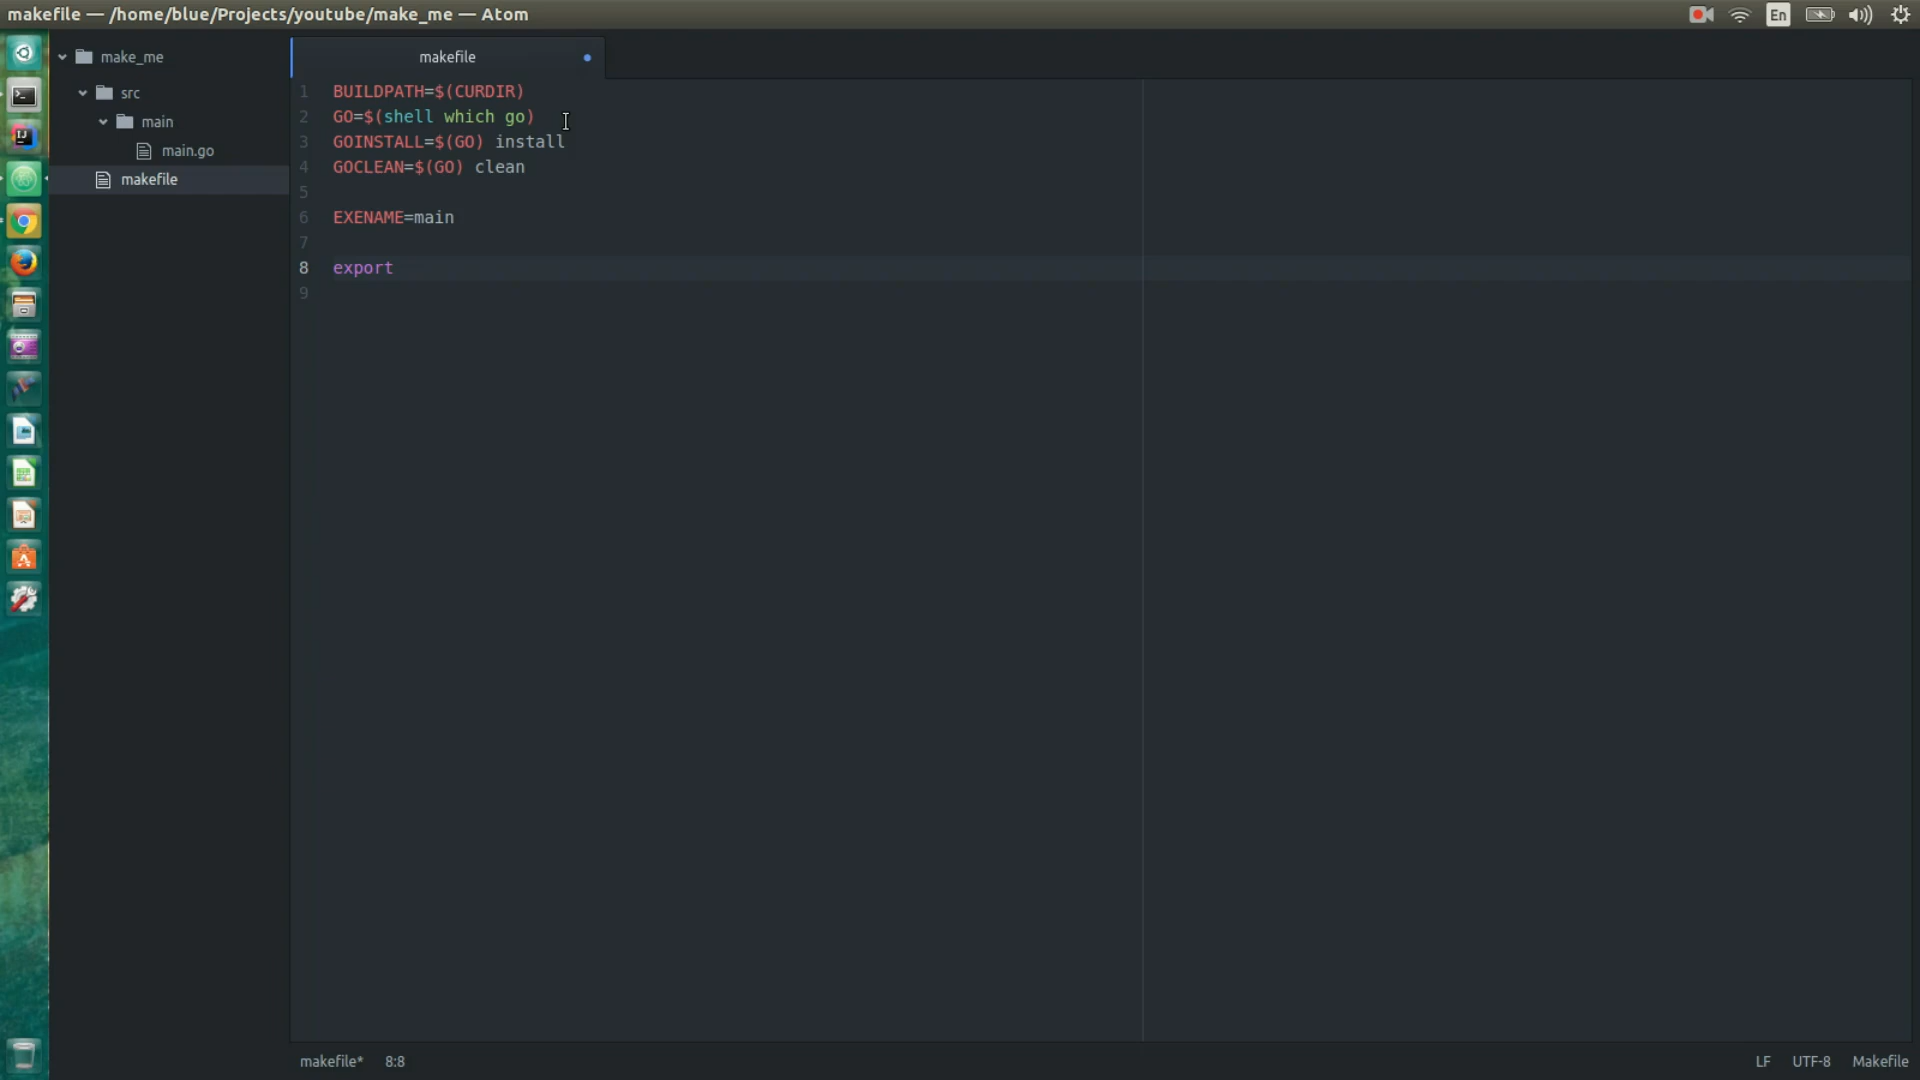 makefile — /home/blue/Projects/youtube/make_me — Atom
En
make_me
src
main
main.go
makefile
makefile
1 BUILDPATH=$(CURDIR)
2 GO=$(shell which go)
3 GOINSTALL=$(GO) install
4 GOCLEAN=$(GO) clean
5
6 EXENAME=main
7
8 export
9
makefile* 8:8
LF UTF-8 Makefile